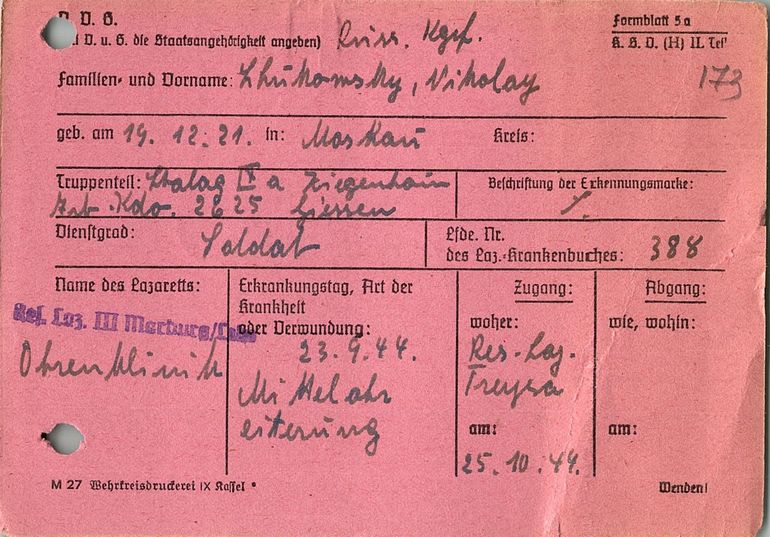 D. U. G.
D. u. G. die Staatsangehörigkeit angeben) Russ. Kgf.
Formblatt 5a
K. S. D. (H) II. Teil
Familien- und Vorname: Shukowsky, Nikolay
173
geb. am 19. 12. 21. in: Moskau Kreis:
Truppenteil: Stalag IX a Ziegenhain
Arb. Kdo. 2625 Giessen
Beschriftung der Erkennungsmarke:
Dienstgrad: Soldat
Lfde. Nr.
des Laz.-Krankenbuches: 388
Name des Lazaretts:
Res. Laz. III Marburg/Lahn
Ohrenklinik
Erkrankungstag, Art der
Krankheit
oder Verwundung:
23. 9. 44.
Mittelohr
eiterung
Zugang:
woher:
Res-Laz.
Treysa
am:
25. 10. 44.
Abgang:
wie, wohin:
am:
M 27 Wehrkreisdruckerei IX Kassel
Wenden!